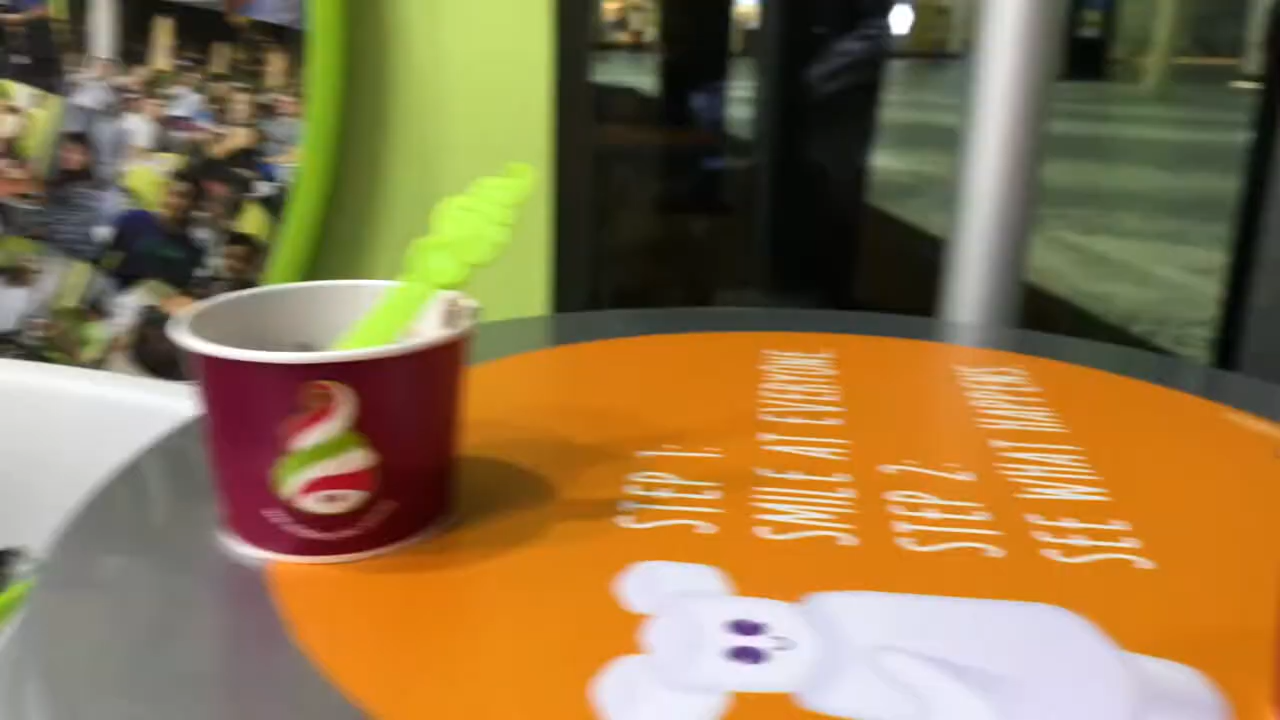 STEP 1:
SMILE AT EVERYONE
STEP 2:
SEE WHAT HAPPENS